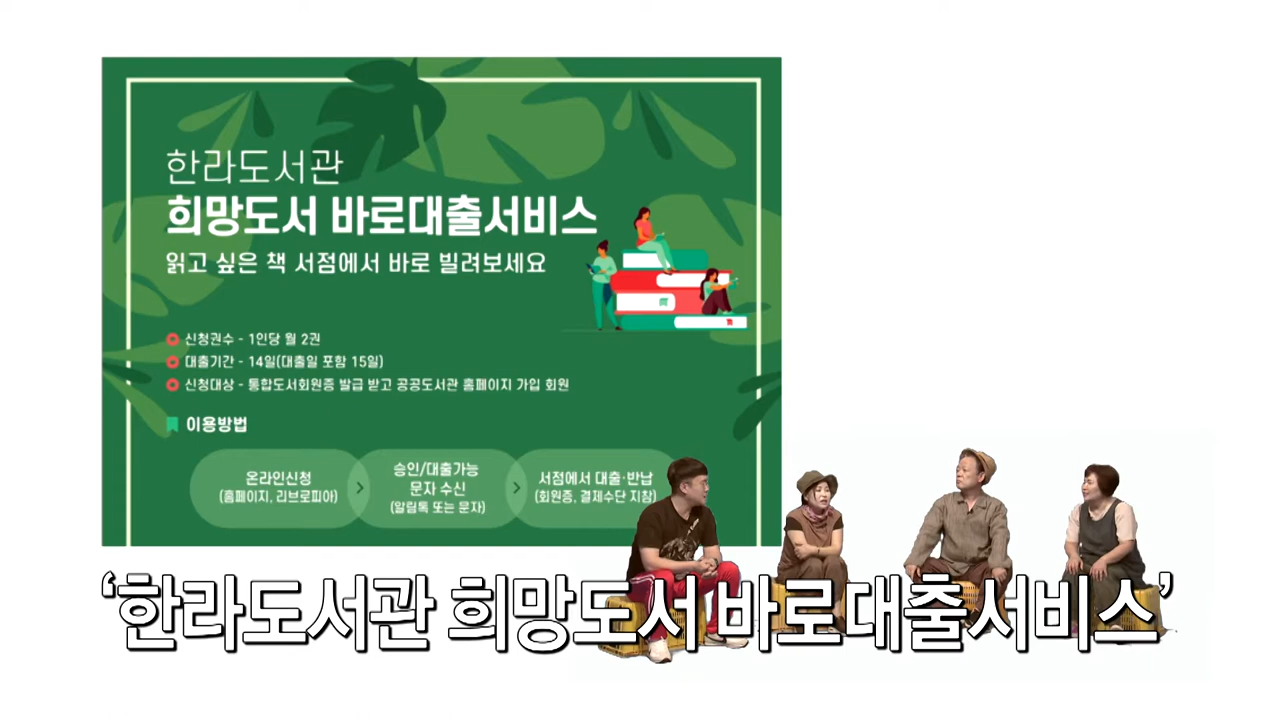 한라도서관
희망도서 바로대출서비스
읽고 싶은 책 서점에서 바로 빌려보세요
신청권수 - 1인당 월 2권
대출기간 - 14일(대출일 포함 15일)
신청대상 - 통합도서회원증 발급 받고 공공도서관 홈페이지 가입 회원
이용방법
온라인신청
(홈페이지, 리브로피아)
승인/대출가능
문자 수신
(알림톡 또는 문자)
서점에서 대출·반납
(회원증, 결제수단 지참)
‘한라도서관 희망도서 바로대출서비스’